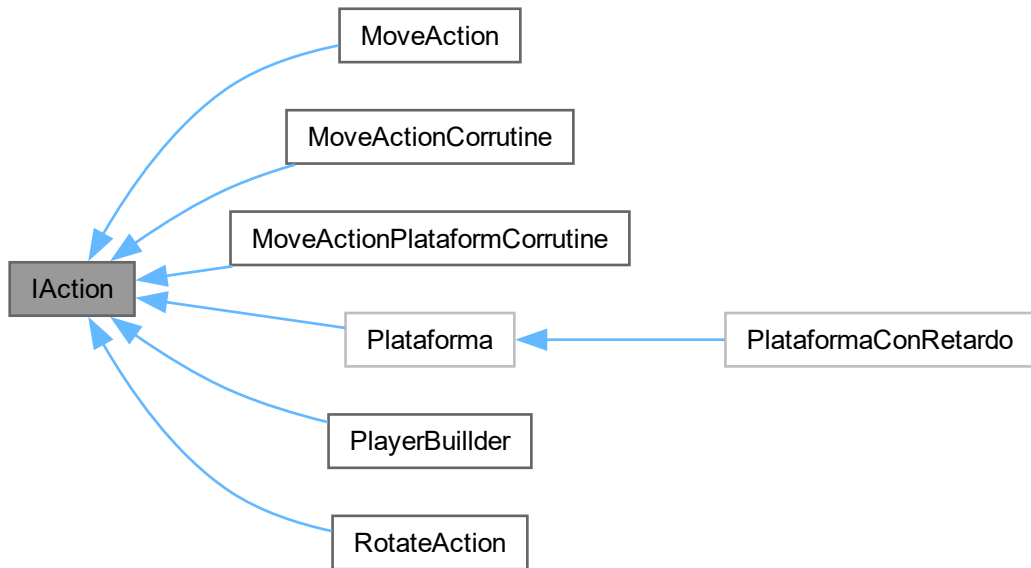 MoveAction
MoveActionCorrutine
MoveActionPlataformCorrutine
IAction
Plataforma
PlataformaConRetardo
PlayerBuillder
RotateAction